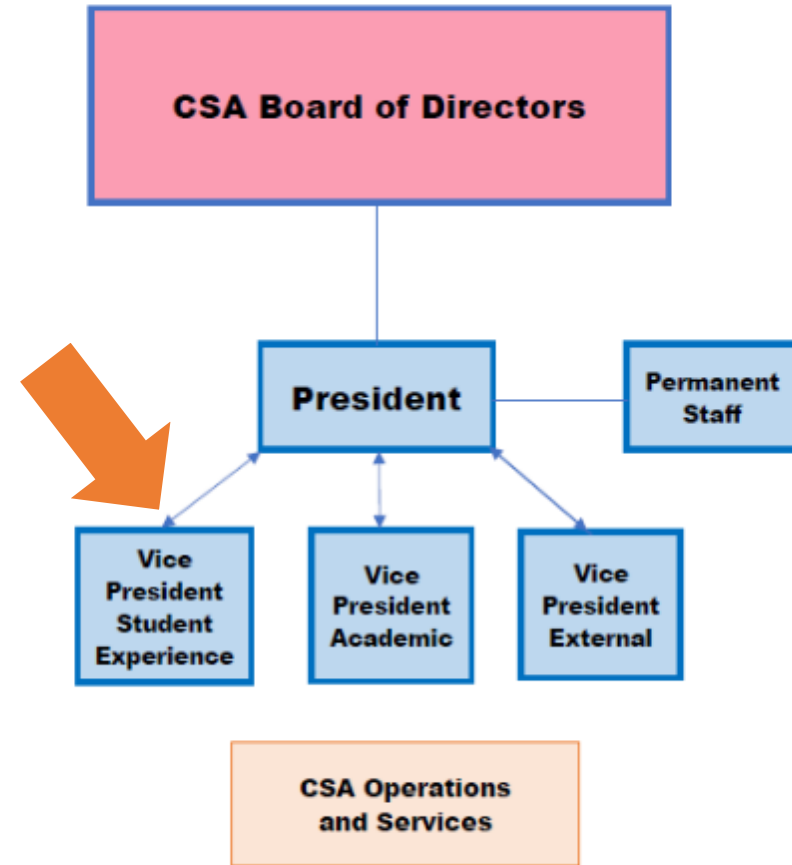 CSA Board of Directors
President
Permanent
Staff
Vice
President
Student
Experience
Vice
President
Academic
Vice
President
External
CSA Operations
and Services